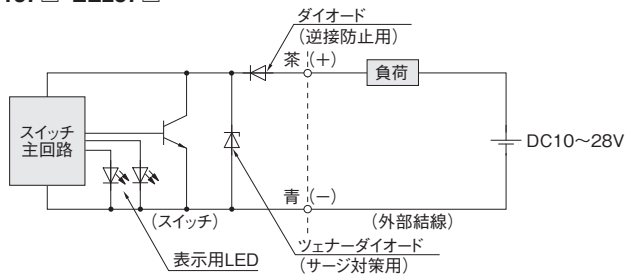 ダイオード
(逆接防止用)
茶 (+)
負荷
スイッチ
主回路
DC10～28V
青 (−)
(スイッチ)
(外部結線)
表示用LED
ツェナーダイオード
(サージ対策用)